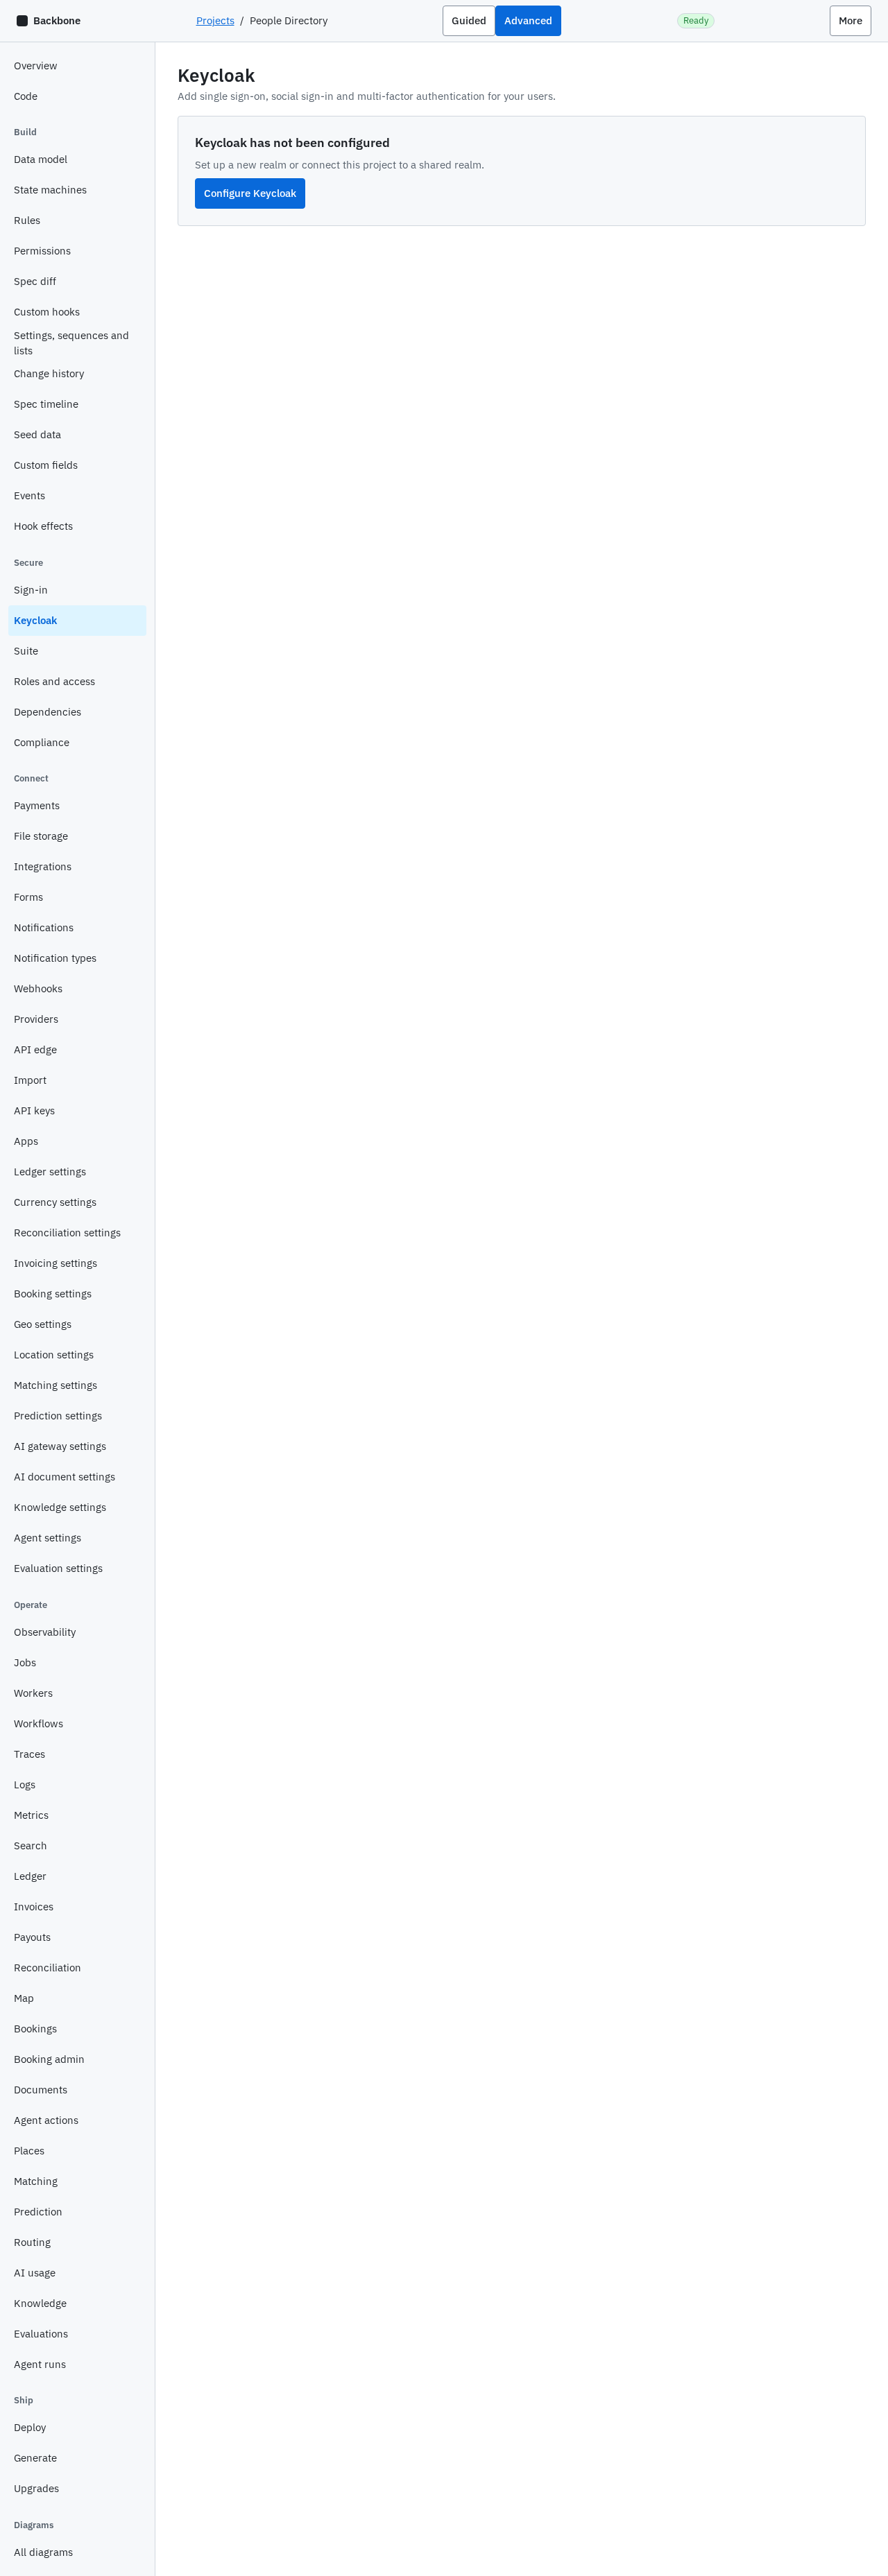 Backbone
Projects / People Directory
Guided
Advanced
Ready
More
Overview
Code
Build
Data model
State machines
Rules
Permissions
Spec diff
Custom hooks
Settings, sequences and
lists
Change history
Spec timeline
Seed data
Custom fields
Events
Hook effects
Secure
Sign-in
Keycloak
Suite
Roles and access
Dependencies
Compliance
Connect
Payments
File storage
Integrations
Forms
Notifications
Notification types
Webhooks
Providers
API edge
Import
API keys
Apps
Ledger settings
Currency settings
Reconciliation settings
Invoicing settings
Booking settings
Geo settings
Location settings
Matching settings
Prediction settings
AI gateway settings
AI document settings
Knowledge settings
Agent settings
Evaluation settings
Operate
Observability
Jobs
Workers
Workflows
Traces
Logs
Metrics
Search
Ledger
Invoices
Payouts
Reconciliation
Map
Bookings
Booking admin
Documents
Agent actions
Places
Matching
Prediction
Routing
AI usage
Knowledge
Evaluations
Agent runs
Ship
Deploy
Generate
Upgrades
Diagrams
All diagrams
Keycloak
Add single sign-on, social sign-in and multi-factor authentication for your users.
Keycloak has not been configured
Set up a new realm or connect this project to a shared realm.
Configure Keycloak